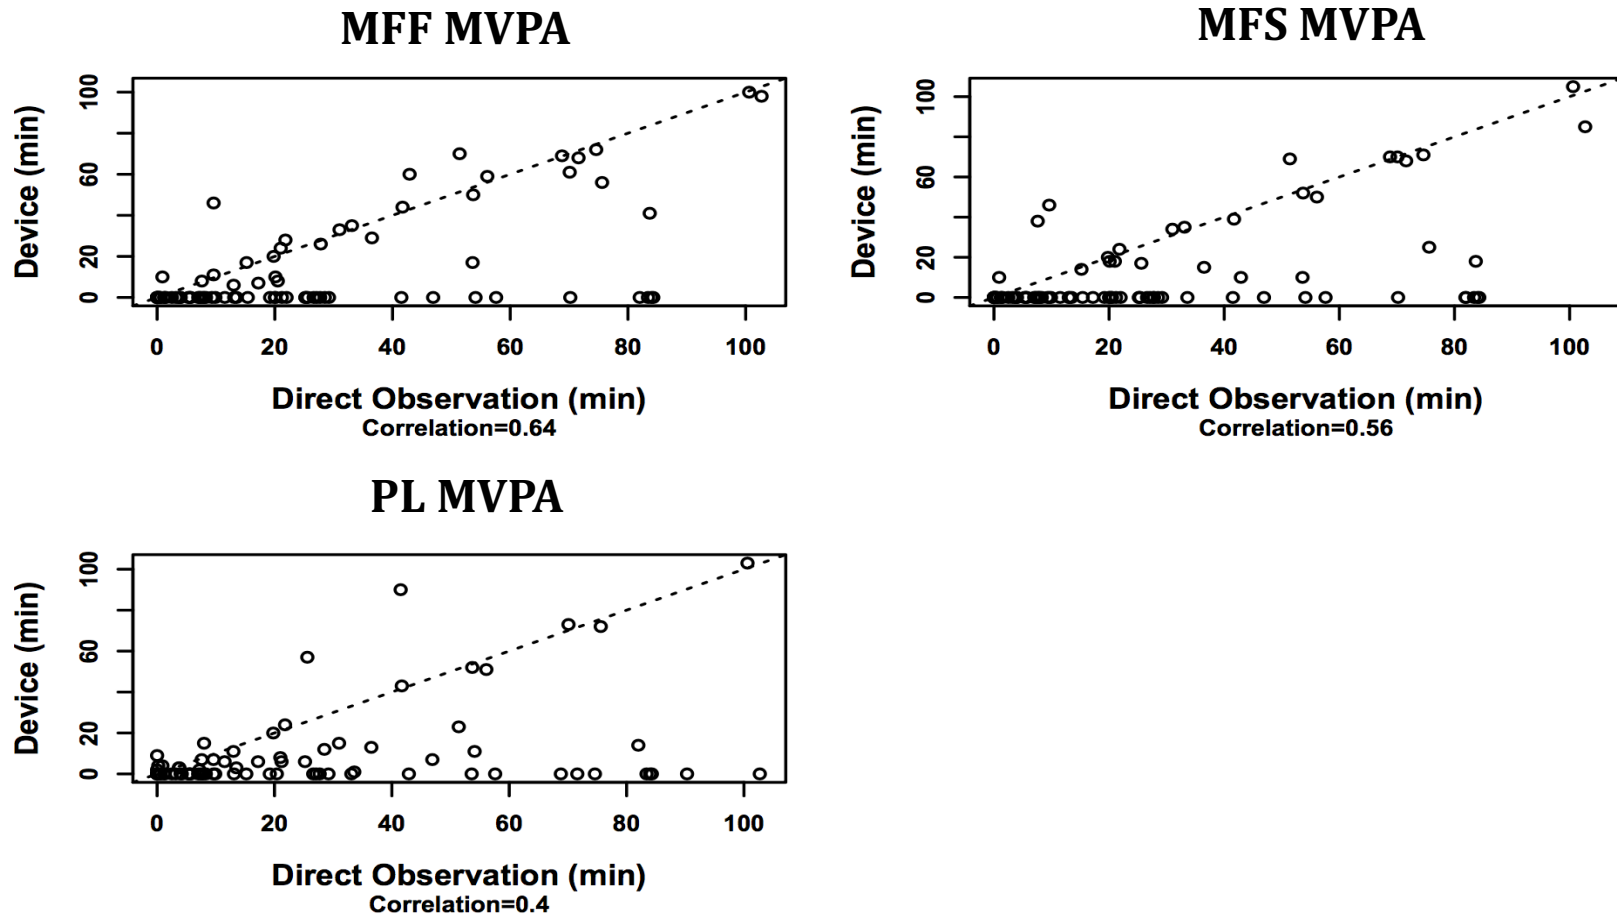 MFF MVPA
Device (min)
100
60
20
0
0 20 40 60 80 100
Direct Observation (min)
Correlation=0.64
MFS MVPA
Device (min)
100
60
20
0
0 20 40 60 80 100
Direct Observation (min)
Correlation=0.56
PL MVPA
Device (min)
100
60
20
0
0 20 40 60 80 100
Direct Observation (min)
Correlation=0.4